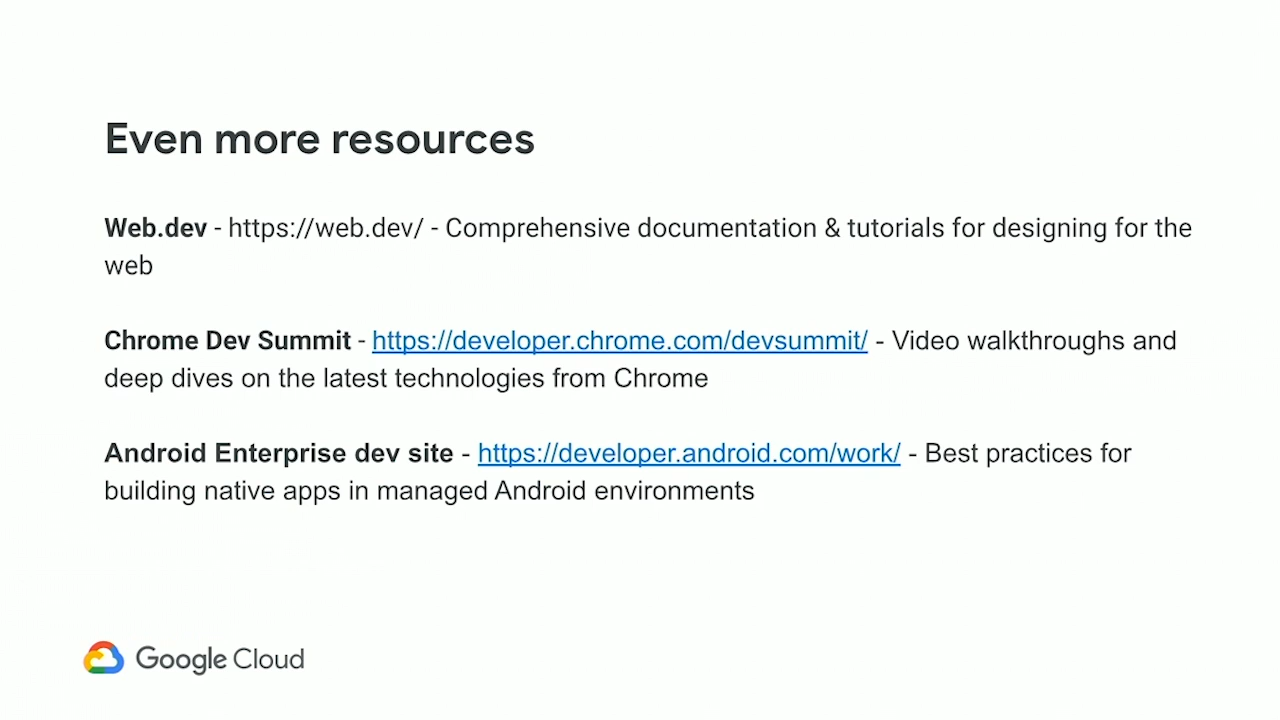 Even more resources
Web.dev - https://web.dev/ - Comprehensive documentation & tutorials for designing for the
web
Chrome Dev Summit - https://developer.chrome.com/devsummit/ - Video walkthroughs and
deep dives on the latest technologies from Chrome
Android Enterprise dev site - https://developer.android.com/work/ - Best practices for
building native apps in managed Android environments
Google Cloud